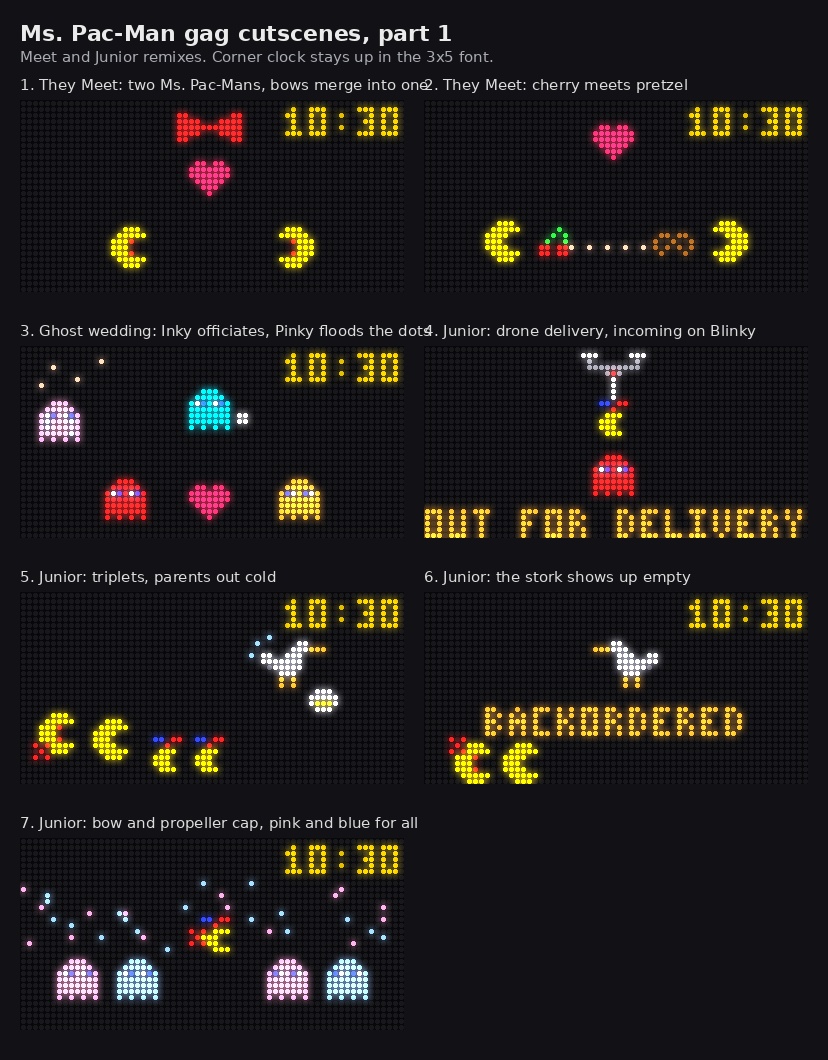 Ms. Pac-Man gag cutscenes, part 1
Meet and Junior remixes. Corner clock stays up in the 3x5 font.
1. They Meet: two Ms. Pac-Mans, bows merge into one
10:30
2. They Meet: cherry meets pretzel
10:30
3. Ghost wedding: Inky officiates, Pinky floods the dots
10:30
4. Junior: drone delivery, incoming on Blinky
OUT FOR DELIVERY
5. Junior: triplets, parents out cold
10:30
6. Junior: the stork shows up empty
10:30
BACKORDERED
7. Junior: bow and propeller cap, pink and blue for all
10:30